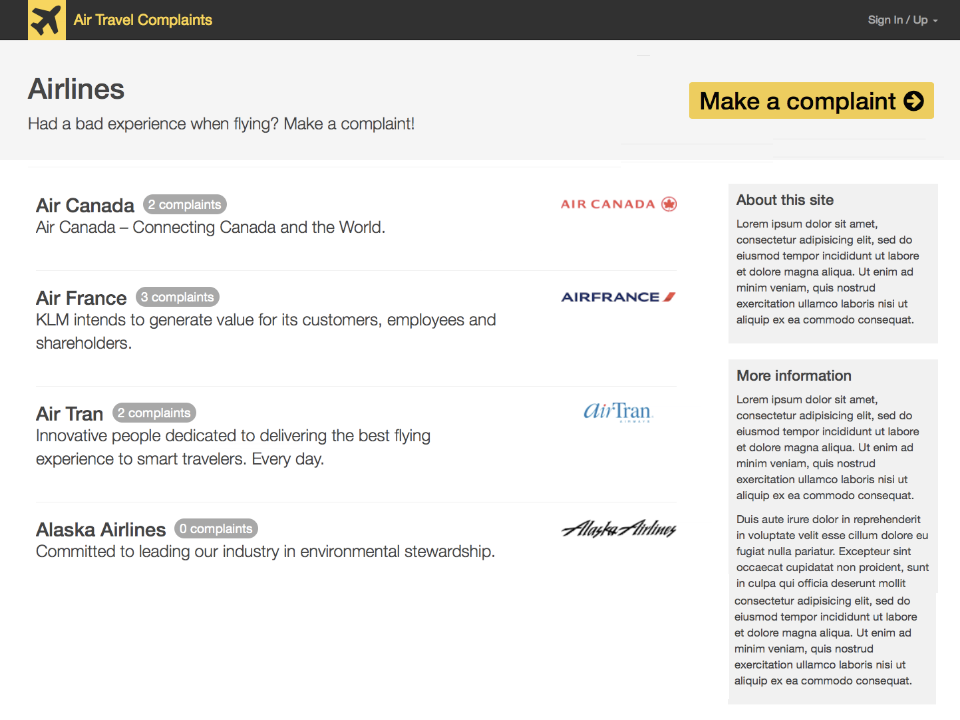 Air Travel Complaints
Sign In / Up
Airlines
Had a bad experience when flying? Make a complaint!
Make a complaint
Air Canada 2 complaints
Air Canada – Connecting Canada and the World.
AIR CANADA
Air France 3 complaints
KLM intends to generate value for its customers, employees and
shareholders.
AIRFRANCE
Air Tran 2 complaints
Innovative people dedicated to delivering the best flying
experience to smart travelers. Every day.
airTran
Alaska Airlines 0 complaints
Committed to leading our industry in environmental stewardship.
Alaska Airlines
About this site
Lorem ipsum dolor sit amet,
consectetur adipisicing elit, sed do
eiusmod tempor incididunt ut labore
et dolore magna aliqua. Ut enim ad
minim veniam, quis nostrud
exercitation ullamco laboris nisi ut
aliquip ex ea commodo consequat.
More information
Lorem ipsum dolor sit amet,
consectetur adipisicing elit, sed do
eiusmod tempor incididunt ut labore
et dolore magna aliqua. Ut enim ad
minim veniam, quis nostrud
exercitation ullamco laboris nisi ut
aliquip ex ea commodo consequat.
Duis aute irure dolor in reprehenderit
in voluptate velit esse cillum dolore eu
fugiat nulla pariatur. Excepteur sint
occaecat cupidatat non proident, sunt
in culpa qui officia deserunt mollit
consectetur adipisicing elit, sed do
eiusmod tempor incididunt ut labore
et dolore magna aliqua. Ut enim ad
minim veniam, quis nostrud
exercitation ullamco laboris nisi ut
aliquip ex ea commodo consequat.